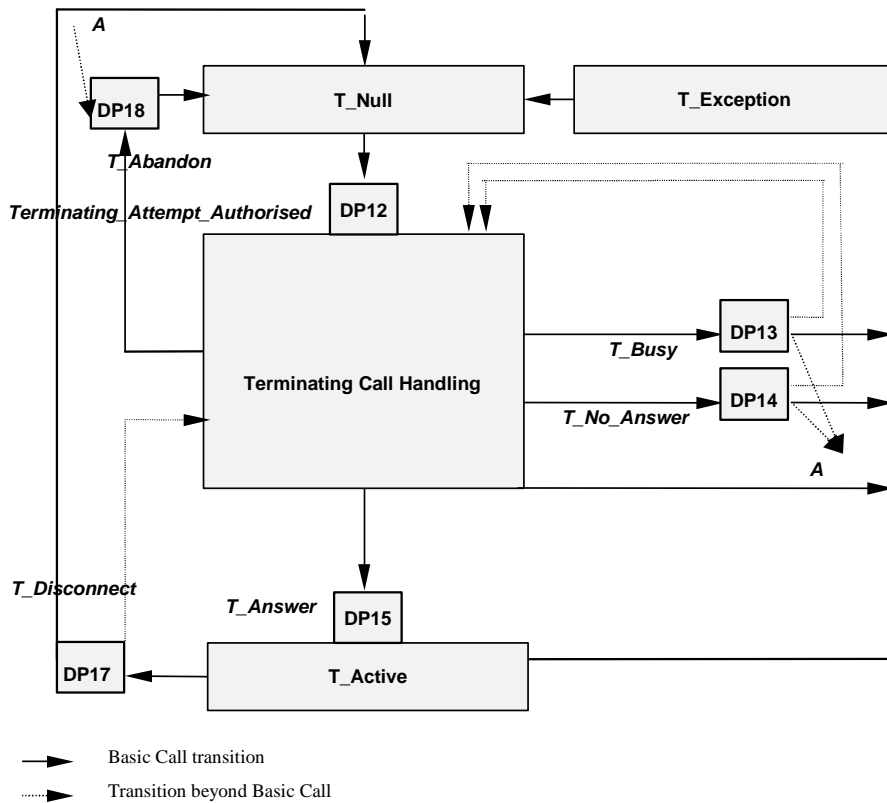 A
T_Null
T_Exception
DP18
T_Abandon
DP12
Terminating_Attempt_Authorised
DP13
T_Busy
Terminating Call Handling
DP14
T_No_Answer
A
T_Disconnect
T_Answer
DP15
DP17
T_Active
Basic Call transition
Transition beyond Basic Call